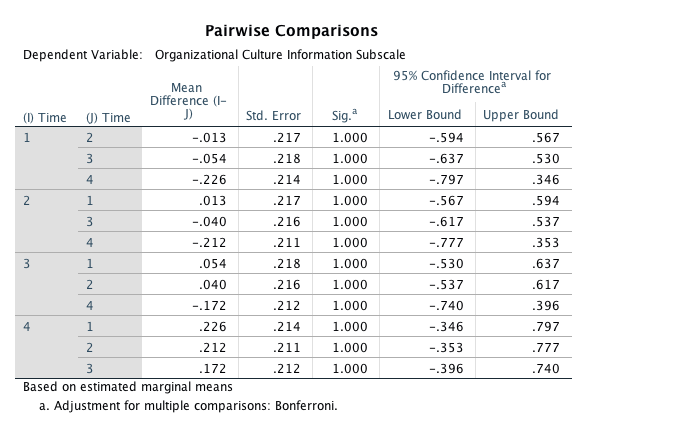 Pairwise Comparisons
Dependent Variable: Organizational Culture Information Subscale
(I) Time (J) Time Mean Difference (I-J) Std. Error Sig.a 95% Confidence Interval for Differencea
Lower Bound Upper Bound
1 2 -.013 .217 1.000 -.594 .567
3 -.054 .218 1.000 -.637 .530
4 -.226 .214 1.000 -.797 .346
2 1 .013 .217 1.000 -.567 .594
3 -.040 .216 1.000 -.617 .537
4 -.212 .211 1.000 -.777 .353
3 1 .054 .218 1.000 -.530 .637
2 .040 .216 1.000 -.537 .617
4 -.172 .212 1.000 -.740 .396
4 1 .226 .214 1.000 -.346 .797
2 .212 .211 1.000 -.353 .777
3 .172 .212 1.000 -.396 .740
Based on estimated marginal means
a. Adjustment for multiple comparisons: Bonferroni.